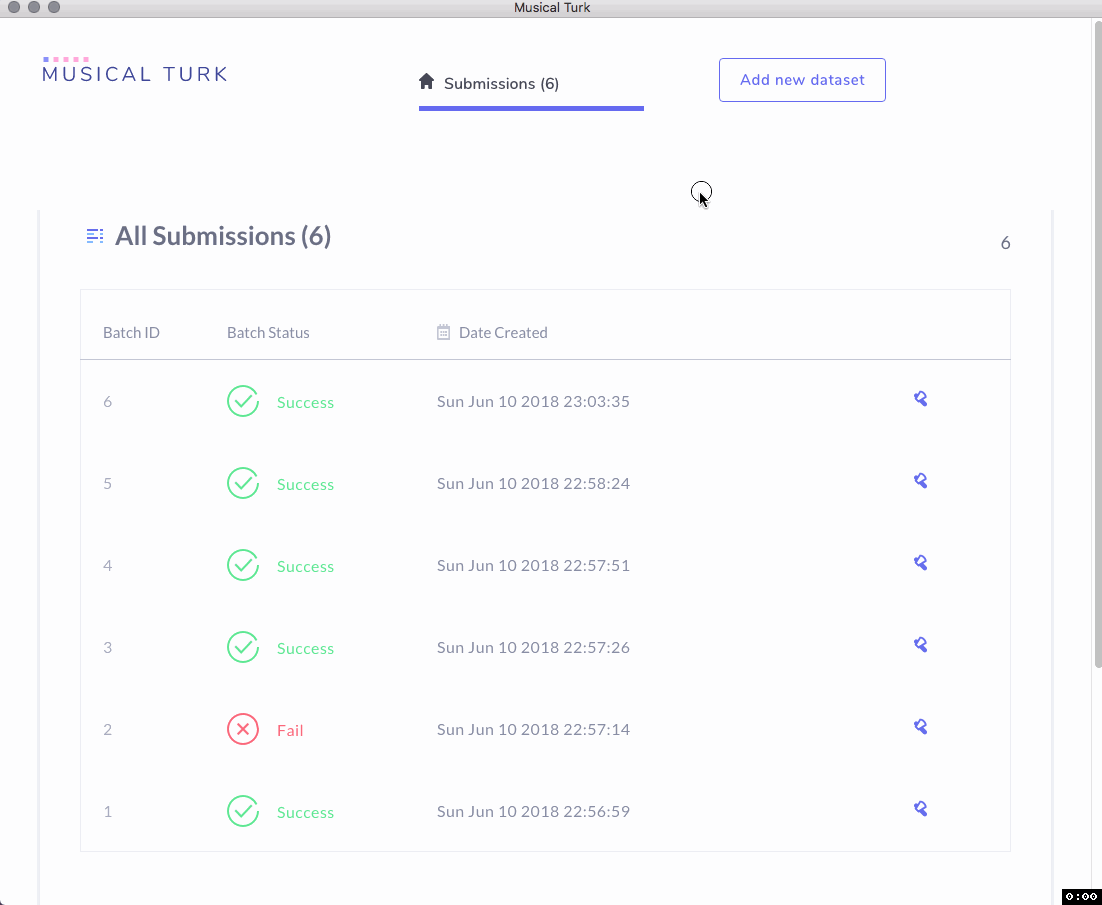 Musical Turk
MUSICAL TURK
Submissions (6)
Add new dataset
All Submissions (6)
6
Batch ID Batch Status Date Created
6 Success Sun Jun 10 2018 23:03:35
5 Success Sun Jun 10 2018 22:58:24
4 Success Sun Jun 10 2018 22:57:51
3 Success Sun Jun 10 2018 22:57:26
2 Fail Sun Jun 10 2018 22:57:14
1 Success Sun Jun 10 2018 22:56:59
0:00